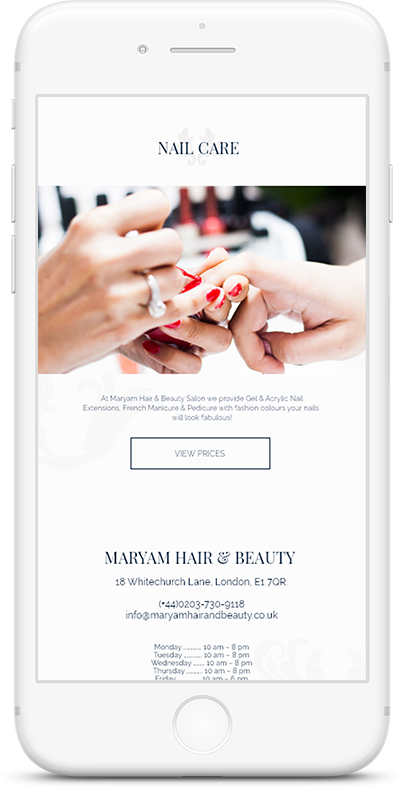 NAIL CARE
At Maryam Hair & Beauty Salon we provide Gel & Acrylic Nail
Extensions, French Manicure & Pedicure with fashion colours your nails
will look fabulous!
VIEW PRICES
MARYAM HAIR & BEAUTY
18 Whitechurch Lane, London, E1 7QR.
(+44)0203-730-9118
info@maryamhairandbeauty.co.uk
Monday .......... 10 am – 8 pm
Tuesday .......... 10 am – 8 pm
Wednesday ...... 10 am – 8 pm
Thursday .......... 10 am – 8 pm
Friday ............ 10 am – 6 pm